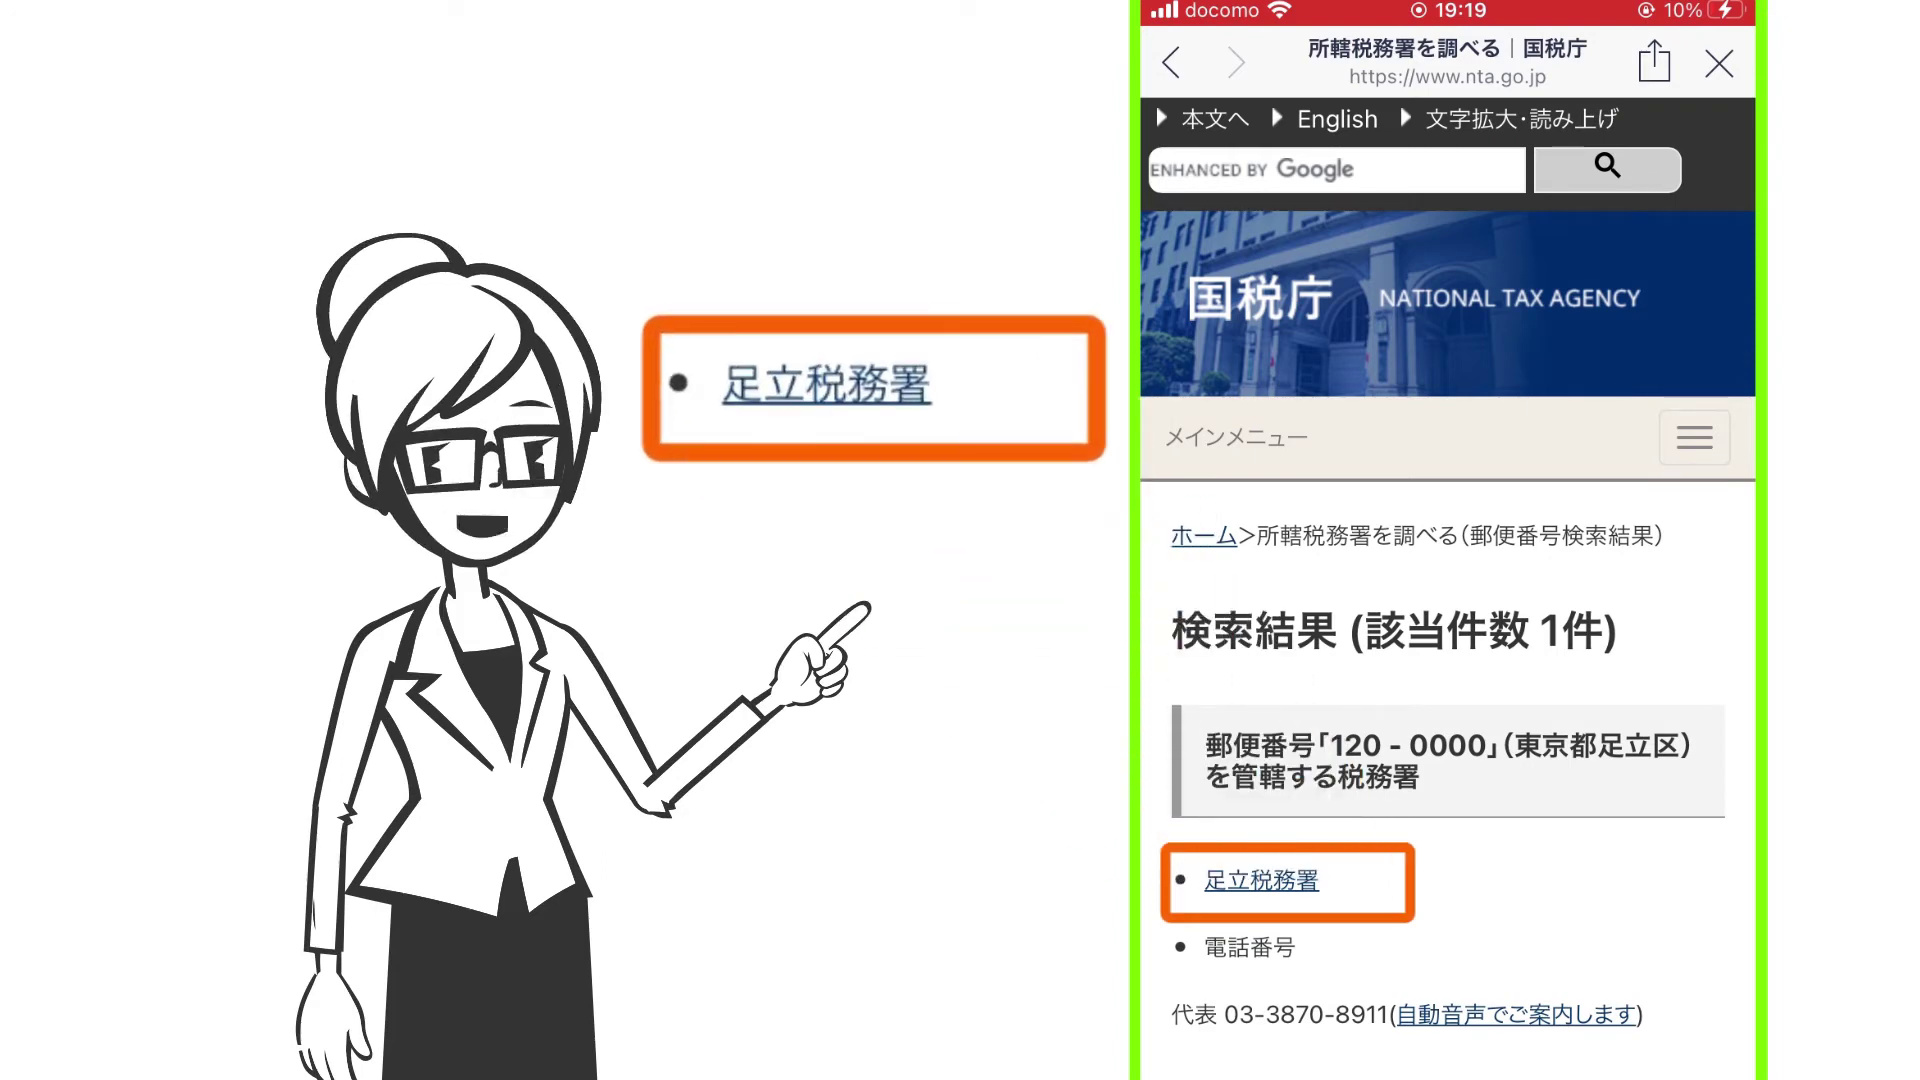 足立税務署
docomo 19:19 10%
所轄税務署を調べる｜国税庁
https://www.nta.go.jp
本文へ English 文字拡大・読み上げ
ENHANCED BY Google
国税庁 NATIONAL TAX AGENCY
メインメニュー
ホーム>所轄税務署を調べる（郵便番号検索結果）
検索結果 (該当件数 1件)
郵便番号「120 - 0000」（東京都足立区）
を管轄する税務署
足立税務署
電話番号
代表 03-3870-8911(自動音声でご案内します)